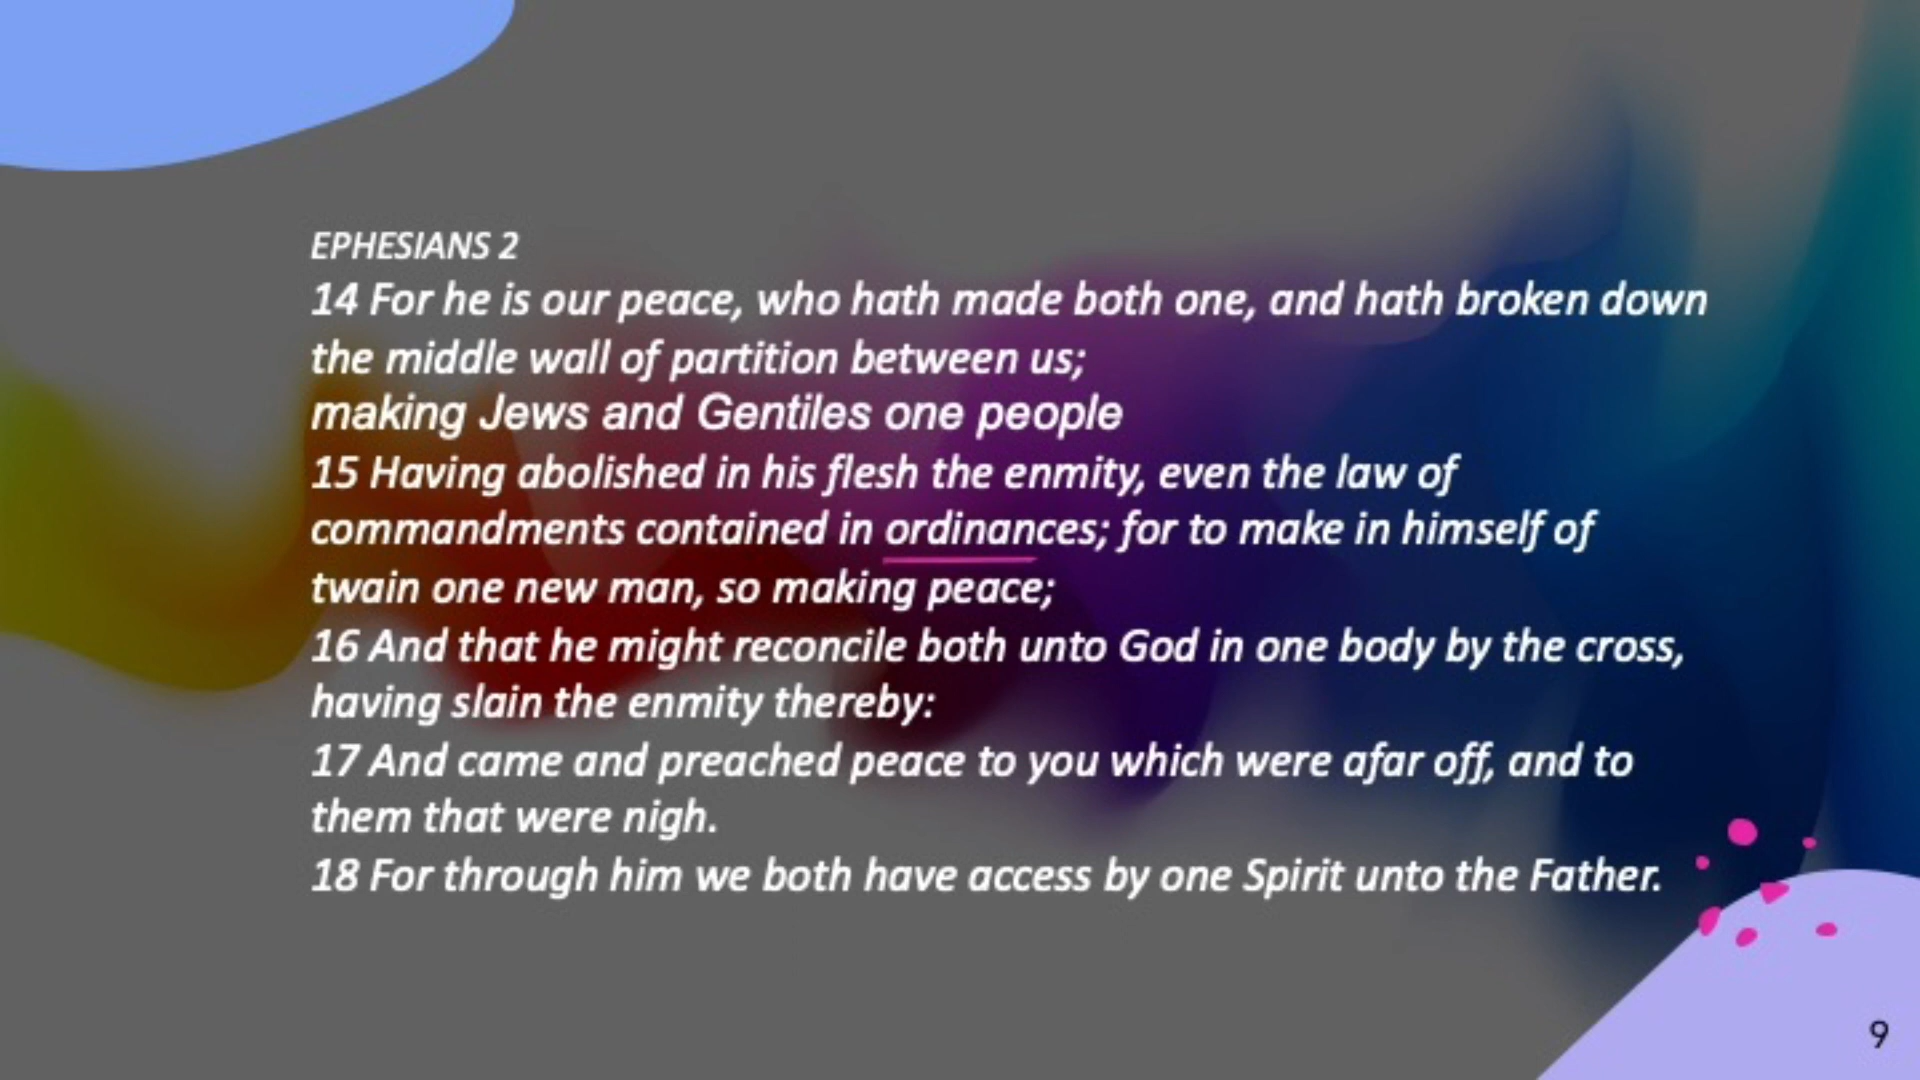 EPHESIANS 2
14 For he is our peace, who hath made both one, and hath broken down
the middle wall of partition between us;
making Jews and Gentiles one people
15 Having abolished in his flesh the enmity, even the law of
commandments contained in ordinances; for to make in himself of
twain one new man, so making peace;
16 And that he might reconcile both unto God in one body by the cross,
having slain the enmity thereby:
17 And came and preached peace to you which were afar off, and to
them that were nigh.
18 For through him we both have access by one Spirit unto the Father.
9